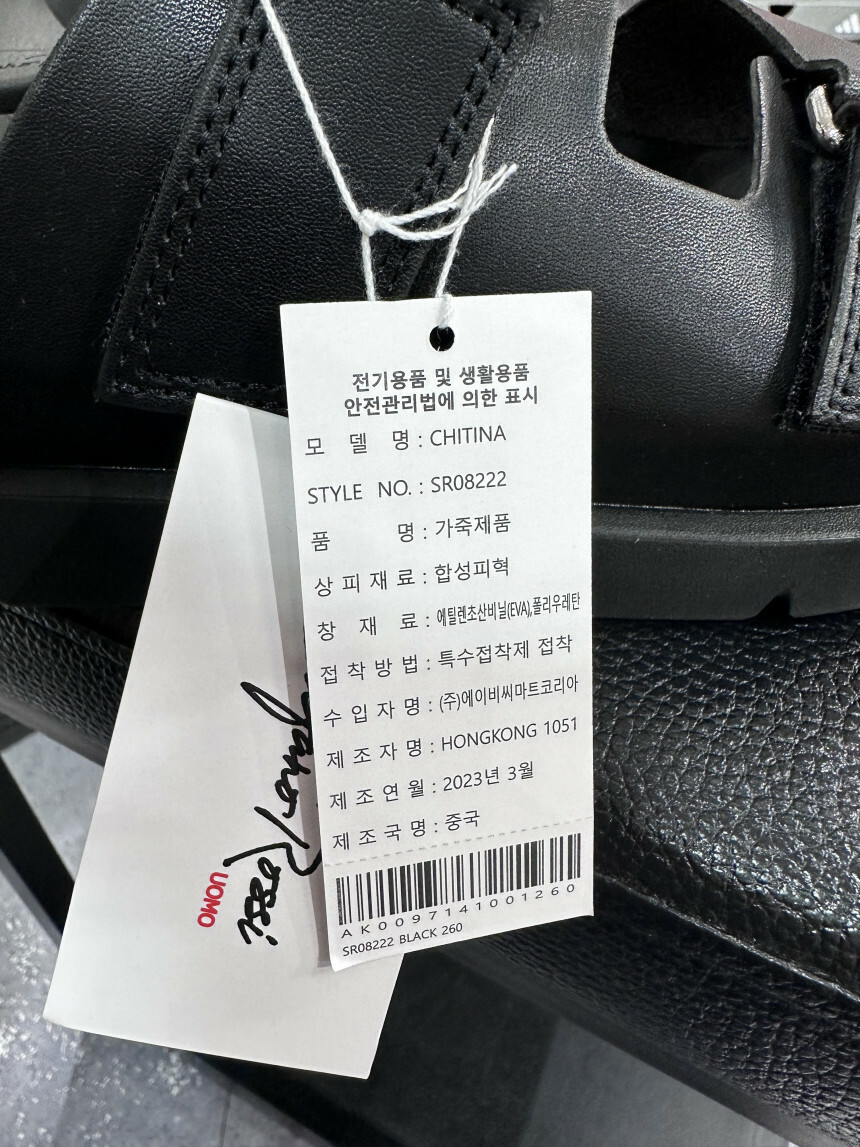 전기용품 및 생활용품
안전관리법에 의한 표시
모 델 명 : CHITINA
STYLE NO. : SR08222
품 명 : 가죽제품
상 피 재 료 : 합성피혁
창 재 료 : 에틸렌초산비닐(EVA),폴리우레탄
접 착 방 법 : 특수접착제 접착
수 입 자 명 : (주)에이비씨마트코리아
제 조 자 명 : HONGKONG 1051
제 조 연 월 : 2023년 3월
제 조 국 명 : 중국
AK0097141001260
SR08222 BLACK 260
Rossi
UOMO